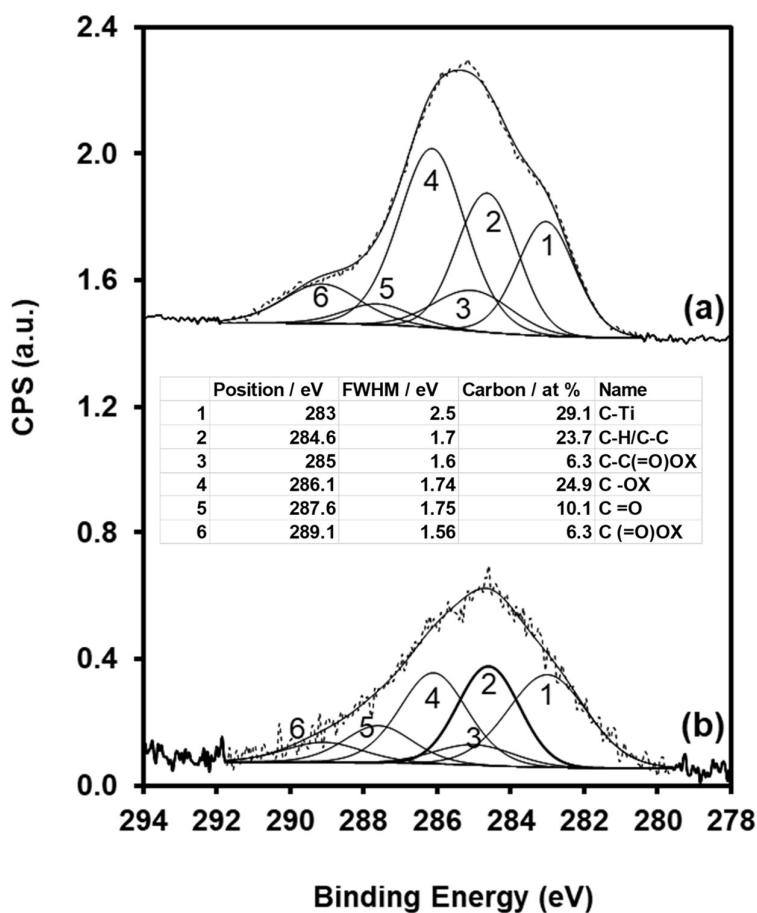 2.4
2.0
1.6
1.2
0.8
0.4
0.0
CPS (a.u.)
4
2
1
6
5
3
(a)
Position / eV FWHM / eV Carbon / at % Name
1 283 2.5 29.1 C-Ti
2 284.6 1.7 23.7 C-H/C-C
3 285 1.6 6.3 C-C(=O)OX
4 286.1 1.74 24.9 C -OX
5 287.6 1.75 10.1 C =O
6 289.1 1.56 6.3 C (=O)OX
6
5
4
2
1
3
(b)
294 292 290 288 286 284 282 280 278
Binding Energy (eV)